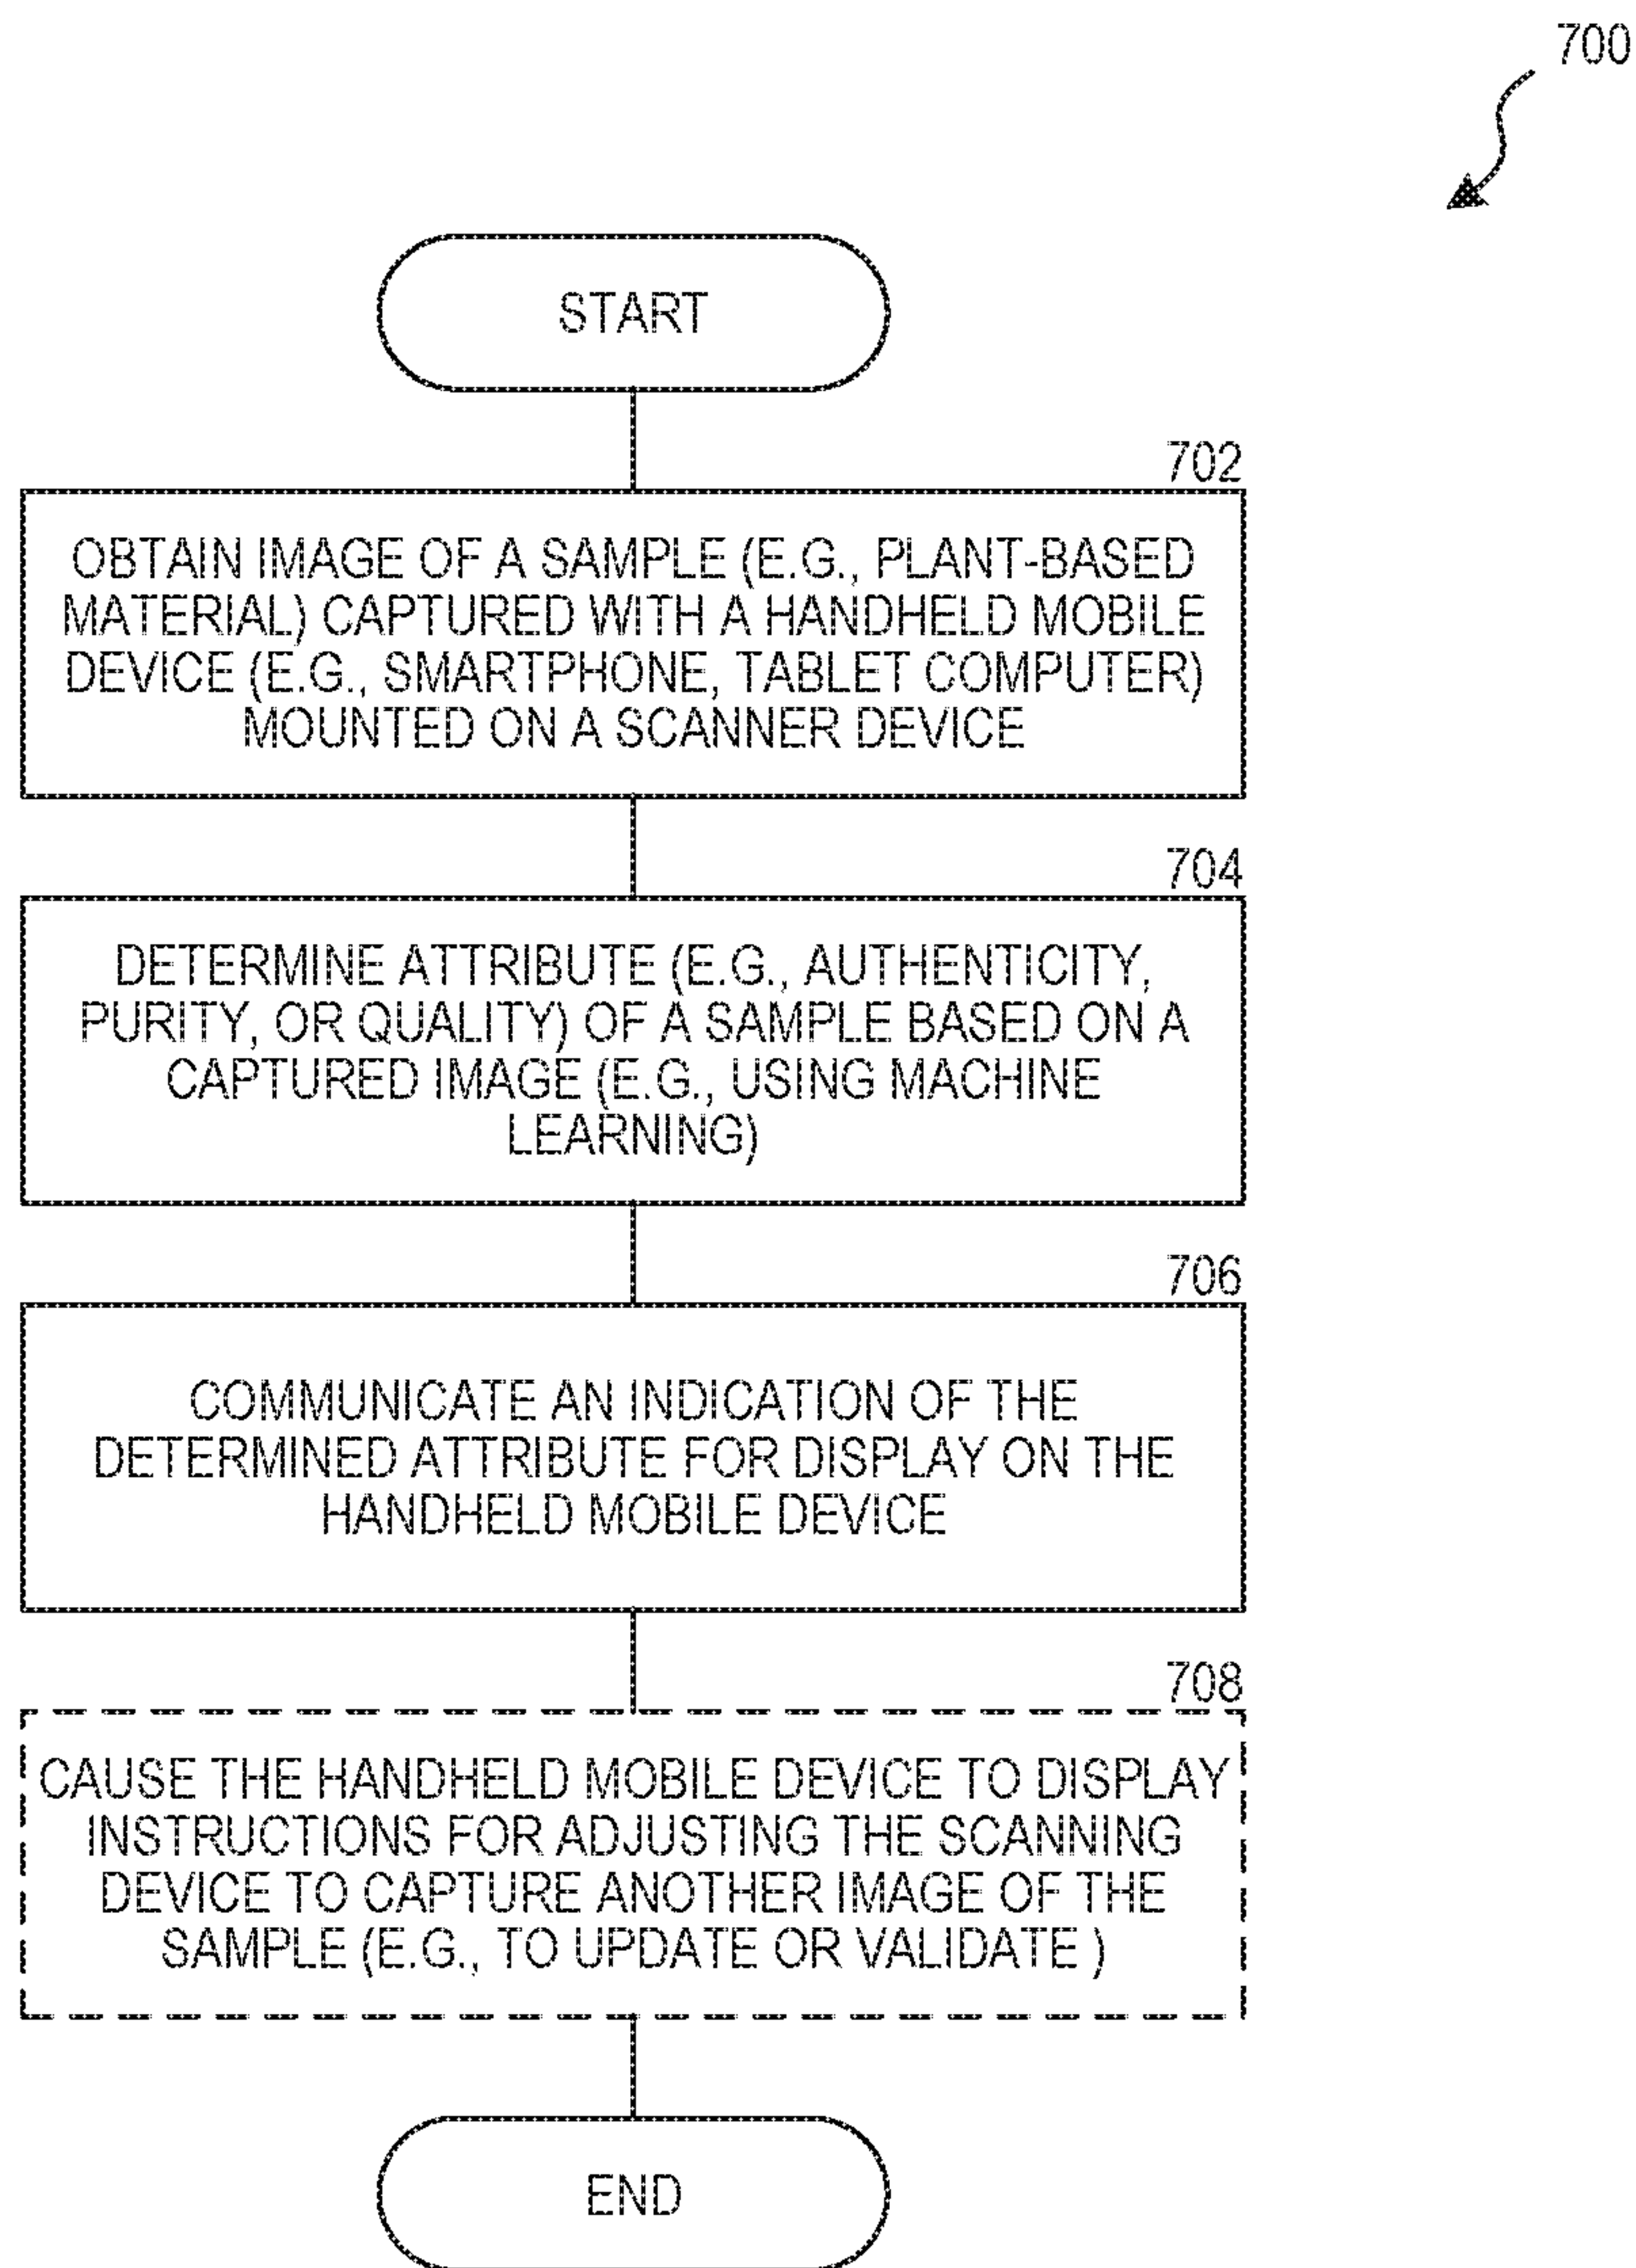 700
START
702
OBTAIN IMAGE OF A SAMPLE (E.G., PLANT-BASED
MATERIAL) CAPTURED WITH A HANDHELD MOBILE
DEVICE (E.G., SMARTPHONE, TABLET COMPUTER)
MOUNTED ON A SCANNER DEVICE
704
DETERMINE ATTRIBUTE (E.G., AUTHENTICITY,
PURITY, OR QUALITY) OF A SAMPLE BASED ON A
CAPTURED IMAGE (E.G., USING MACHINE
LEARNING)
706
COMMUNICATE AN INDICATION OF THE
DETERMINED ATTRIBUTE FOR DISPLAY ON THE
HANDHELD MOBILE DEVICE
708
CAUSE THE HANDHELD MOBILE DEVICE TO DISPLAY
INSTRUCTIONS FOR ADJUSTING THE SCANNING
DEVICE TO CAPTURE ANOTHER IMAGE OF THE
SAMPLE (E.G., TO UPDATE OR VALIDATE )
END